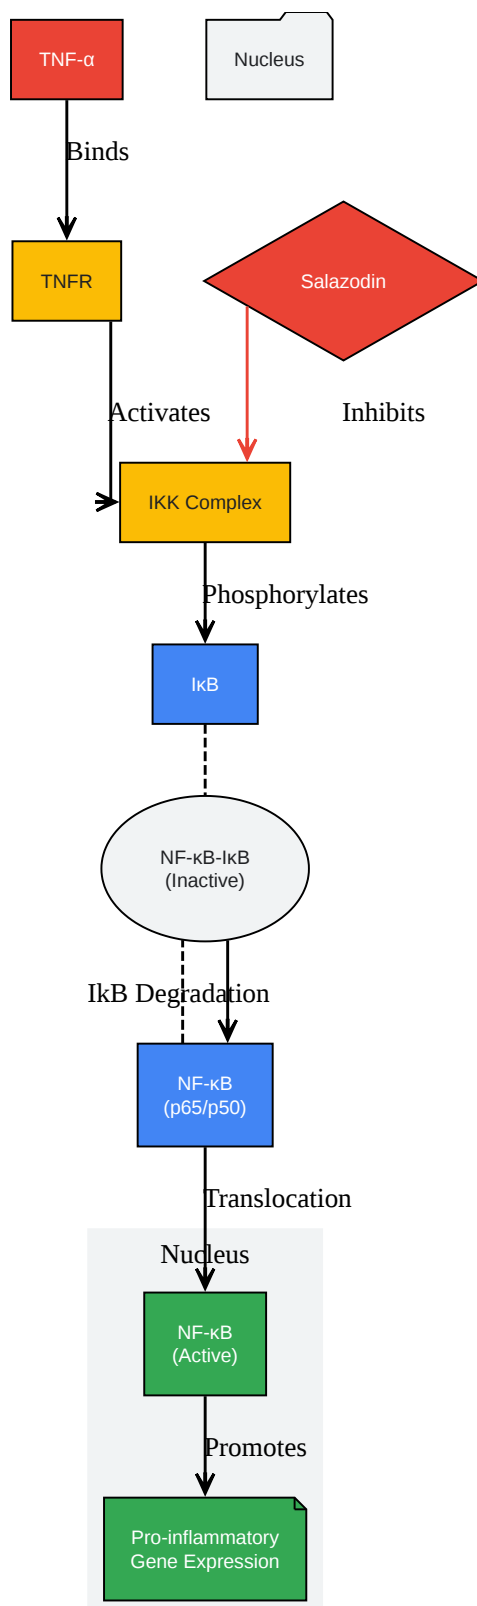 TNF-α
Nucleus
Binds
TNFR
Salazodin
Activates
Inhibits
IKK Complex
Phosphorylates
IκB
NF-κB-IκB
(Inactive)
IkB Degradation
NF-κB
(p65/p50)
Translocation
Nucleus
NF-κB
(Active)
Promotes
Pro-inflammatory
Gene Expression